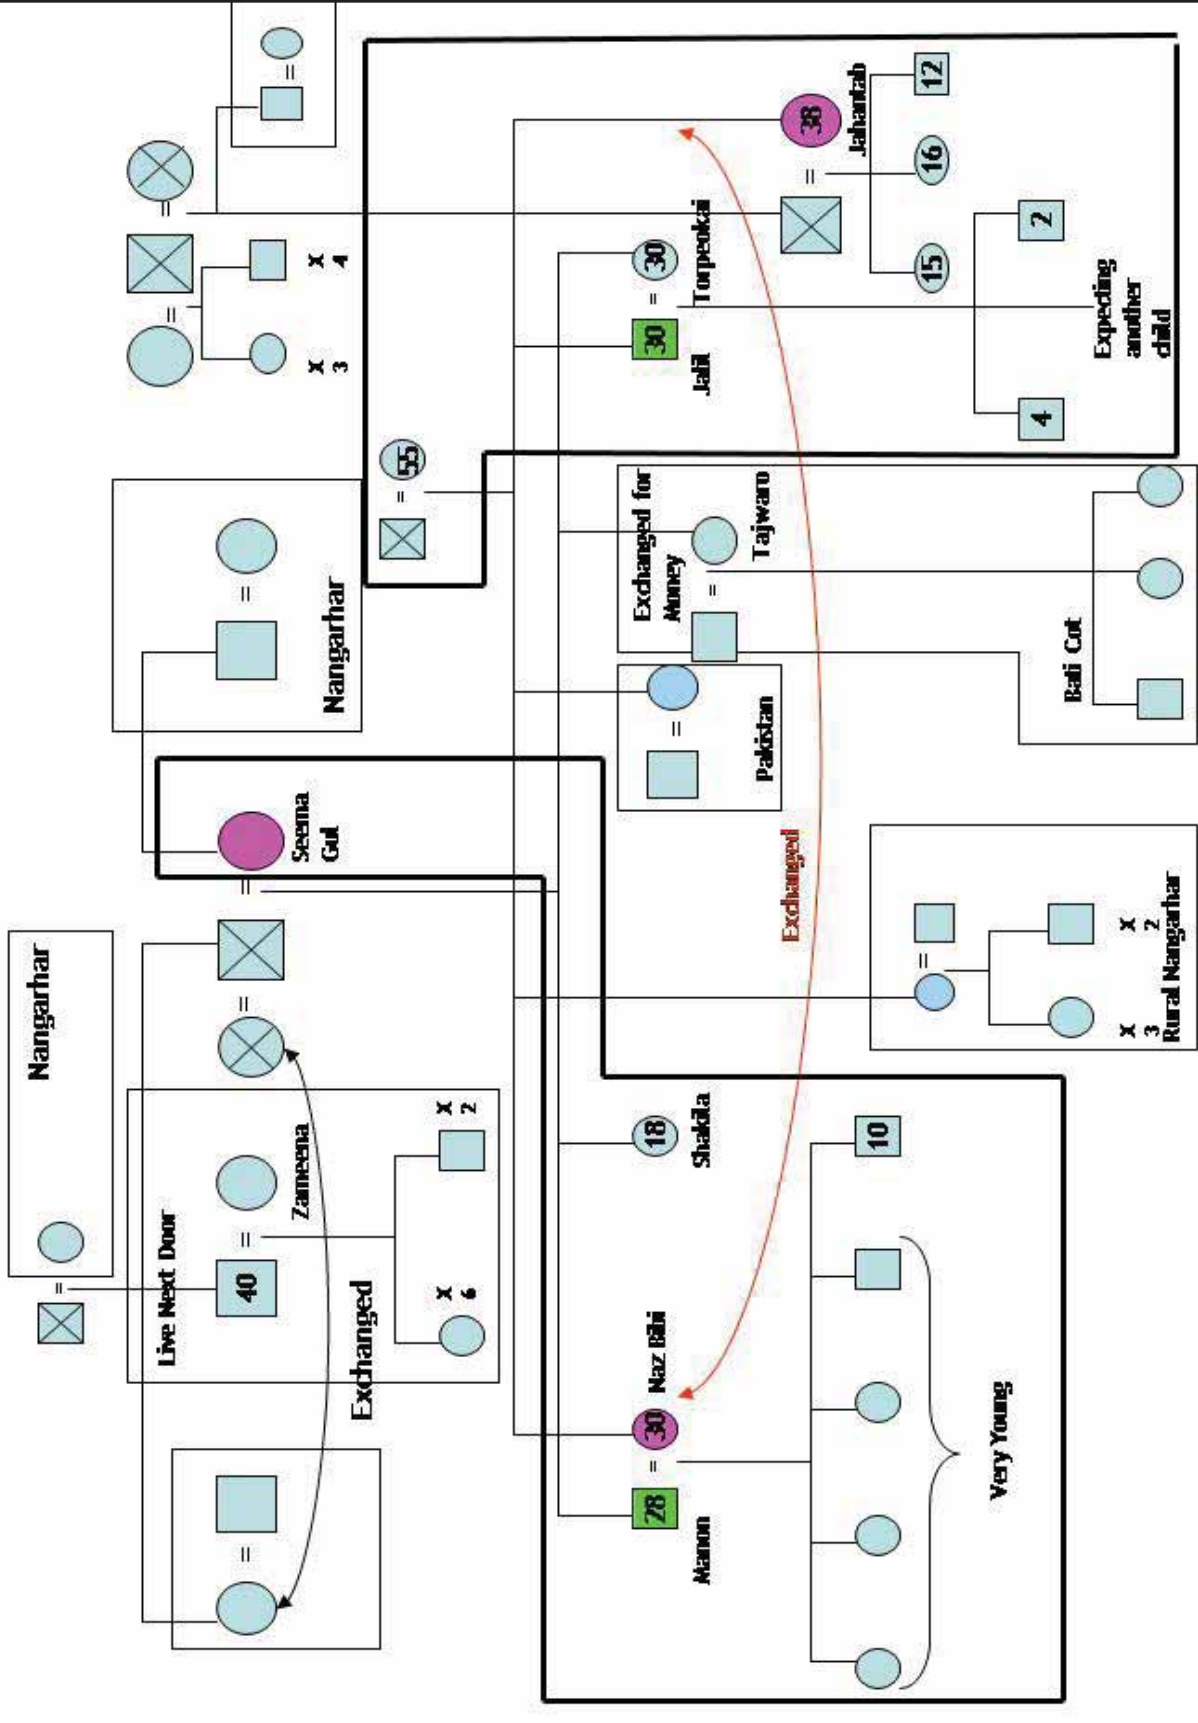 Nangarhar
Live Next Door
40
Zameena
Exchanged
X
6
X
2
Seema
Gul
Nangarhar
X
3
X
4
55
28
Manon
30
Naz Bibi
18
Shakila
Exchanged for
Money
Tajwaro
Pakistan
30
Jalil
30
Torpeokai
38
Jahantab
Exchanged
10
15
16
12
Very Young
X
3
X
2
Rural Nangarhar
Bati Cot
4
2
Expecting
another
child